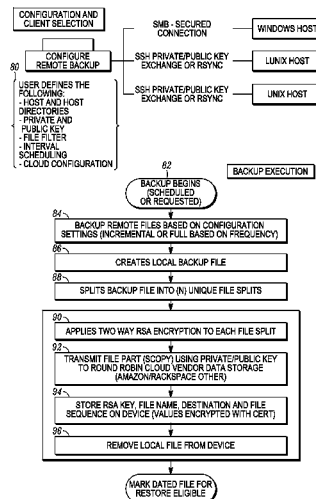 CONFIGURATION AND
CLIENT SELECTION
80
CONFIGURE
REMOTE BACKUP
SMB - SECURED
CONNECTION
WINDOWS HOST
SSH PRIVATE/PUBLIC KEY
EXCHANGE OR RSYNC
LUNIX HOST
SSH PRIVATE/PUBLIC KEY
EXCHANGE OR RSYNC
UNIX HOST
USER DEFINES THE
FOLLOWING:
- HOST AND HOST
DIRECTORIES
- PRIVATE AND
PUBLIC KEY
- FILE FILTER
- INTERVAL
SCHEDULING
- CLOUD CONFIGURATION
82
BACKUP BEGINS
(SCHEDULED
OR REQUESTED)
BACKUP EXECUTION
84
BACKUP REMOTE FILES BASED ON CONFIGURATION
SETTINGS (INCREMENTAL OR FULL BASED ON FREQUENCY)
86
CREATES LOCAL BACKUP FILE
88
SPLITS BACKUP FILE INTO {N} UNIQUE FILE SPLITS
90
APPLIES TWO WAY RSA ENCRYPTION TO EACH FILE SPLIT
92
TRANSMIT FILE PART (SCOPY) USING PRIVATE/PUBLIC KEY
TO ROUND ROBIN CLOUD VENDOR DATA STORAGE
(AMAZON/RACKSPACE OTHER)
94
STORE RSA KEY, FILE NAME, DESTINATION AND FILE
SEQUENCE ON DEVICE (VALUES ENCRYPTED WITH CERT)
96
REMOVE LOCAL FILE FROM DEVICE
MARK DATED FILE FOR
RESTORE ELIGIBLE